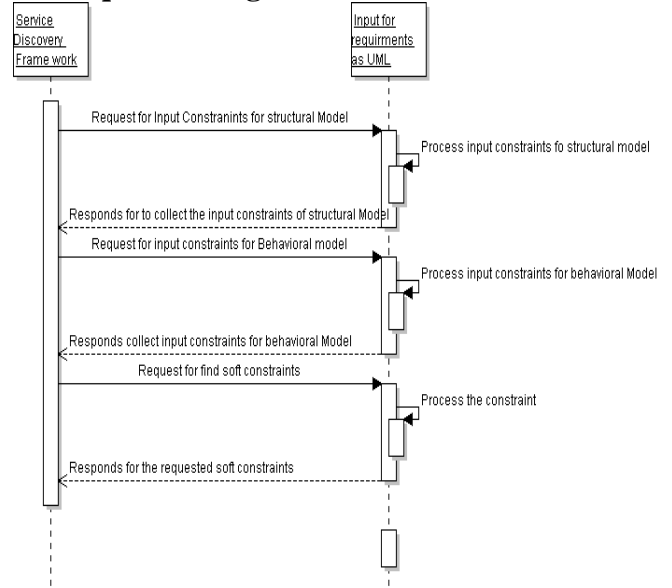 Service
Discovery
Frame work
Input for
requirments
as UML
Request for Input Constranints for structural Model
Process input constraints fo structural model
Responds for to collect the input constraints of structural Model
Request for input constraints for Behavioral model
Process input constraints for behavioral Model
Responds collect input constraints for behavioral Model
Request for find soft constraints
Process the constraint
Responds for the requested soft constraints